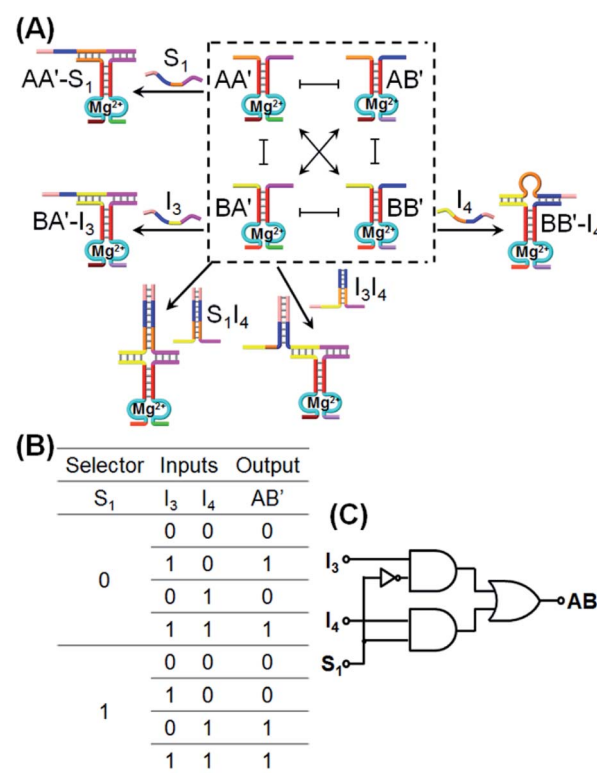 (A)
S1
AA'-S1
Mg2+
AA'
Mg2+
AB'
Mg2+
I3
BA'-I3
Mg2+
BA'
Mg2+
BB'
Mg2+
I4
BB'-I4
Mg2+
S1I4
Mg2+
I3I4
Mg2+
(B)
Selector Inputs Output
S1 I3 I4 AB'
0 0 0
1 0 1
0
0 1 0
1 1 1
0 0 0
1 0 0
1
0 1 1
1 1 1
(C)
I3
I4
S1
AB